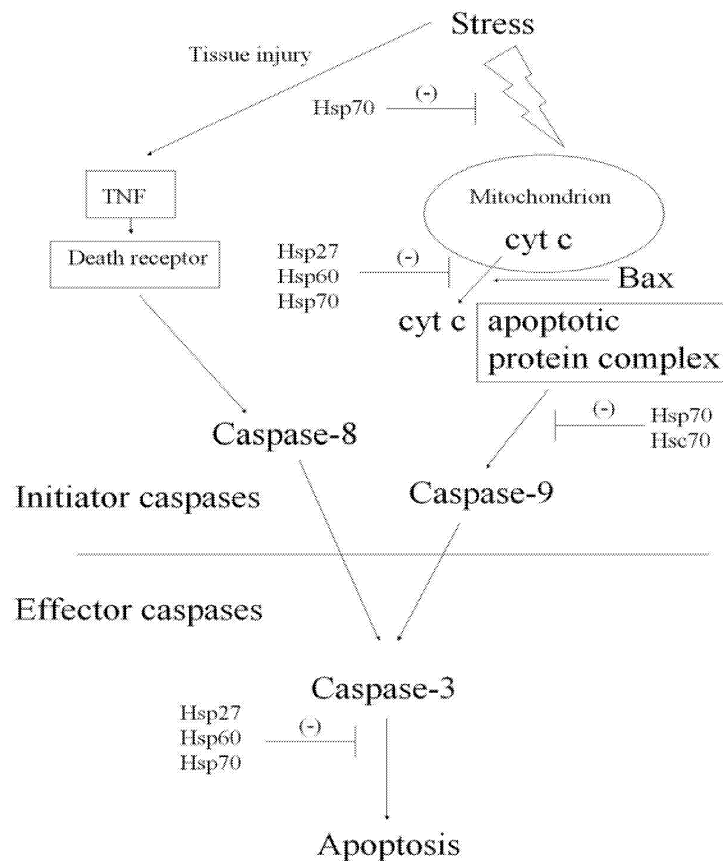 Stress
Tissue injury
Hsp70
(-)
TNF
Mitochondrion
cyt c
Death receptor
Hsp27
Hsp60
Hsp70
(-)
Bax
cyt c
apoptotic
protein complex
(-)
Hsp70
Hsc70
Caspase-8
Caspase-9
Initiator caspases
Effector caspases
Caspase-3
Hsp27
Hsp60
Hsp70
(-)
Apoptosis